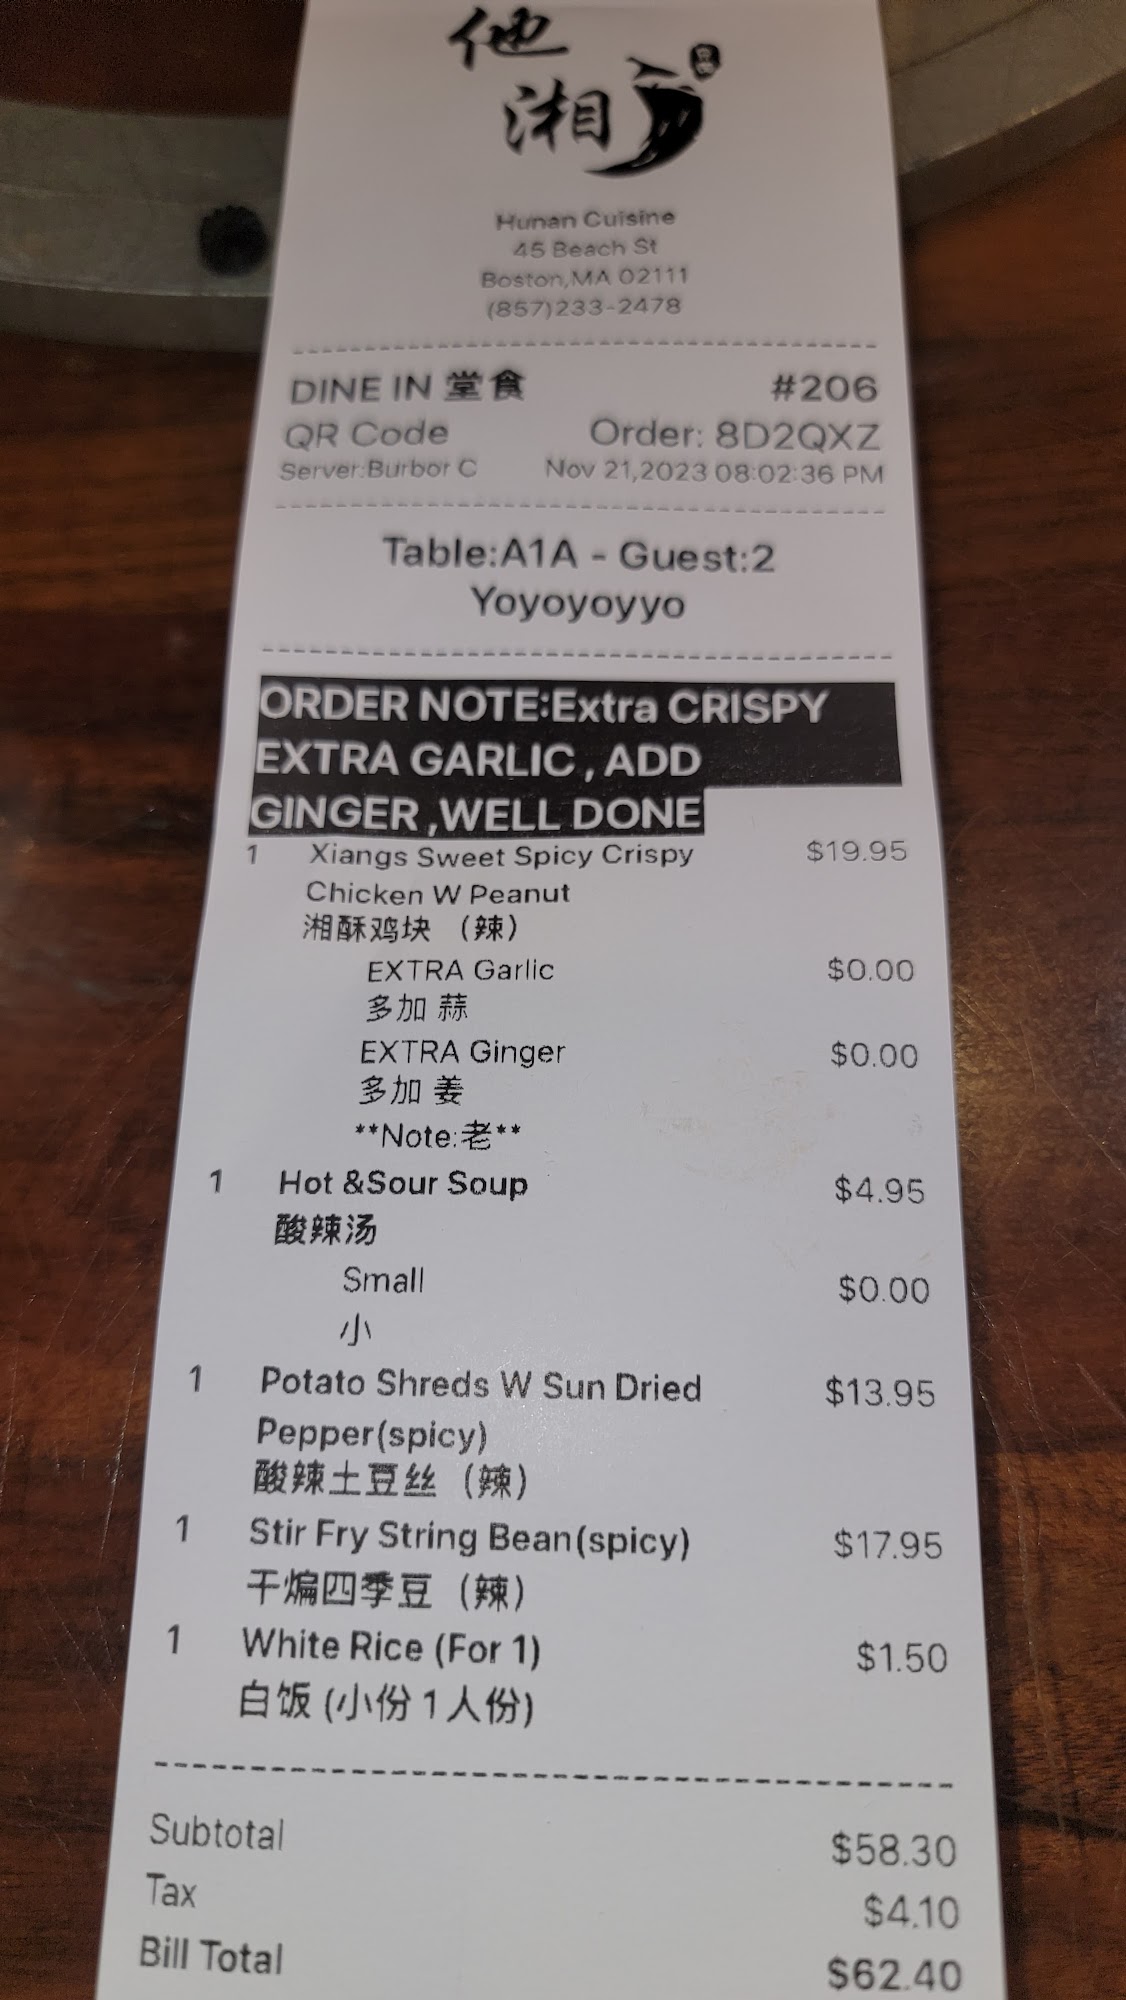 他
湘
Hunan Cuisine
45 Beach St
Boston,MA 02111
(857)233-2478
DINE IN 堂食 #206
QR Code Order: 8D2QXZ
Server:Burbor C Nov 21,2023 08:02:36 PM
Table:A1A - Guest:2
Yoyoyoyyo
ORDER NOTE:Extra CRISPY
EXTRA GARLIC , ADD
GINGER ,WELL DONE
1 Xiangs Sweet Spicy Crispy $19.95
Chicken W Peanut
湘酥鸡块 (辣)
EXTRA Garlic $0.00
多加 蒜
EXTRA Ginger $0.00
多加 姜
**Note:老**
1 Hot &Sour Soup $4.95
酸辣汤
Small $0.00
小
1 Potato Shreds W Sun Dried $13.95
Pepper(spicy)
酸辣土豆丝 (辣)
1 Stir Fry String Bean(spicy) $17.95
干煸四季豆 (辣)
1 White Rice (For 1) $1.50
白饭 (小份 1 人份)
Subtotal $58.30
Tax $4.10
Bill Total $62.40